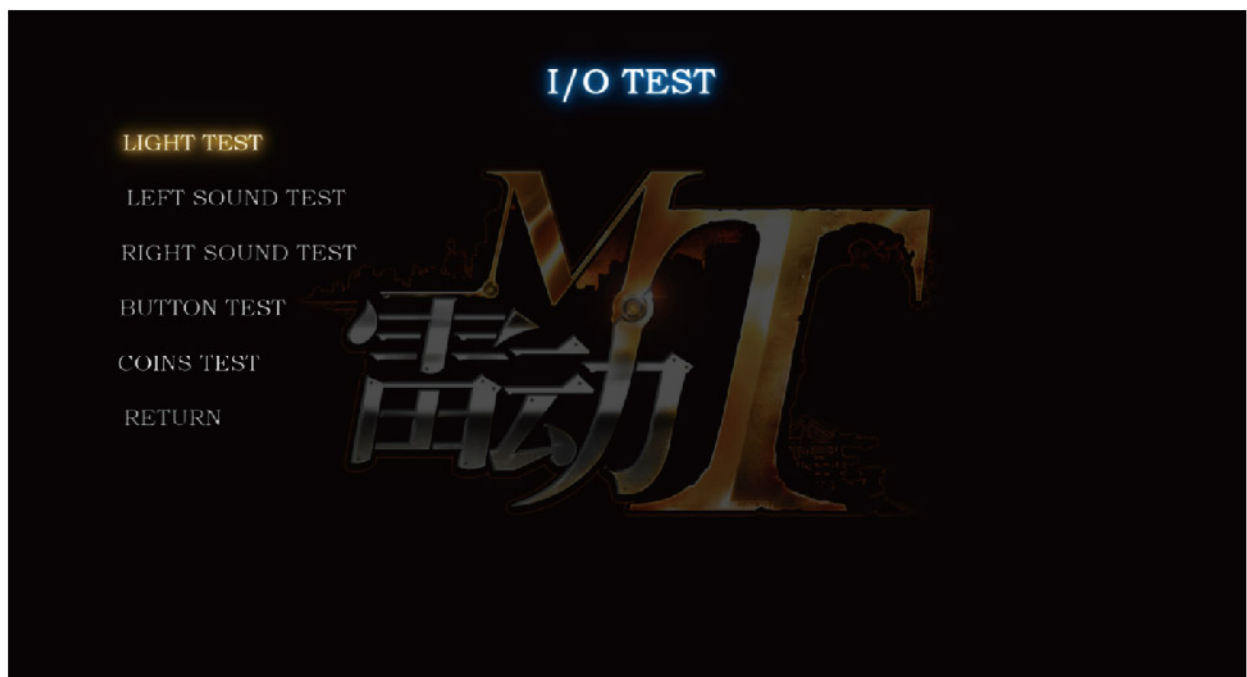 I/O TEST
LIGHT TEST
LEFT SOUND TEST
RIGHT SOUND TEST
BUTTON TEST
COINS TEST
RETURN
MT
雷动